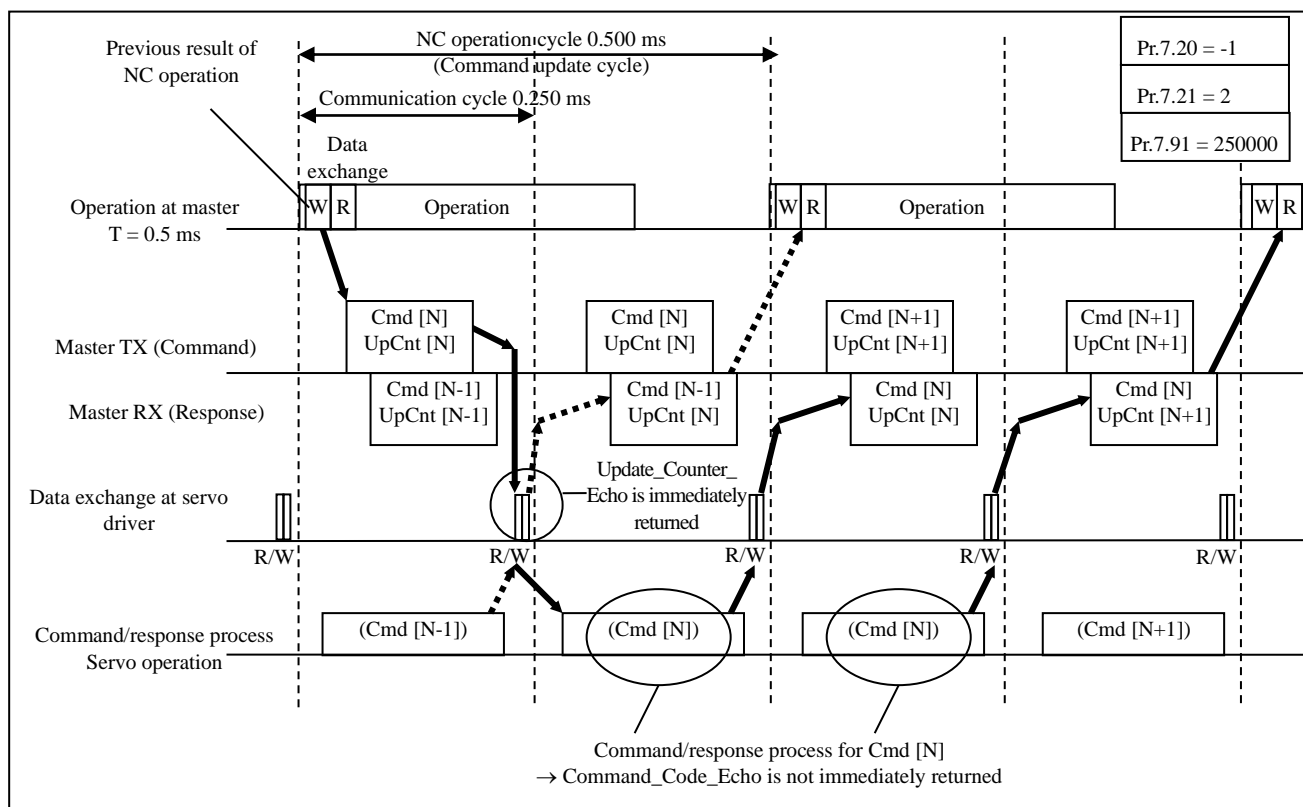 Previous result of
NC operation
NC operation cycle 0.500 ms
(Command update cycle)
Communication cycle 0.250 ms
Pr.7.20 = -1
Pr.7.21 = 2
Pr.7.91 = 250000
Data
exchange
Operation at master
T = 0.5 ms
W R Operation
W R Operation
W R
Master TX (Command)
Cmd [N]
UpCnt [N]
Cmd [N]
UpCnt [N]
Cmd [N+1]
UpCnt [N+1]
Cmd [N+1]
UpCnt [N+1]
Master RX (Response)
Cmd [N-1]
UpCnt [N-1]
Cmd [N-1]
UpCnt [N]
Cmd [N]
UpCnt [N]
Cmd [N]
UpCnt [N+1]
Data exchange at servo
driver
Update_Counter_
Echo is immediately
returned
R/W R/W R/W R/W R/W
Command/response process
Servo operation
(Cmd [N-1]) (Cmd [N]) (Cmd [N]) (Cmd [N+1])
Command/response process for Cmd [N]
→ Command_Code_Echo is not immediately returned